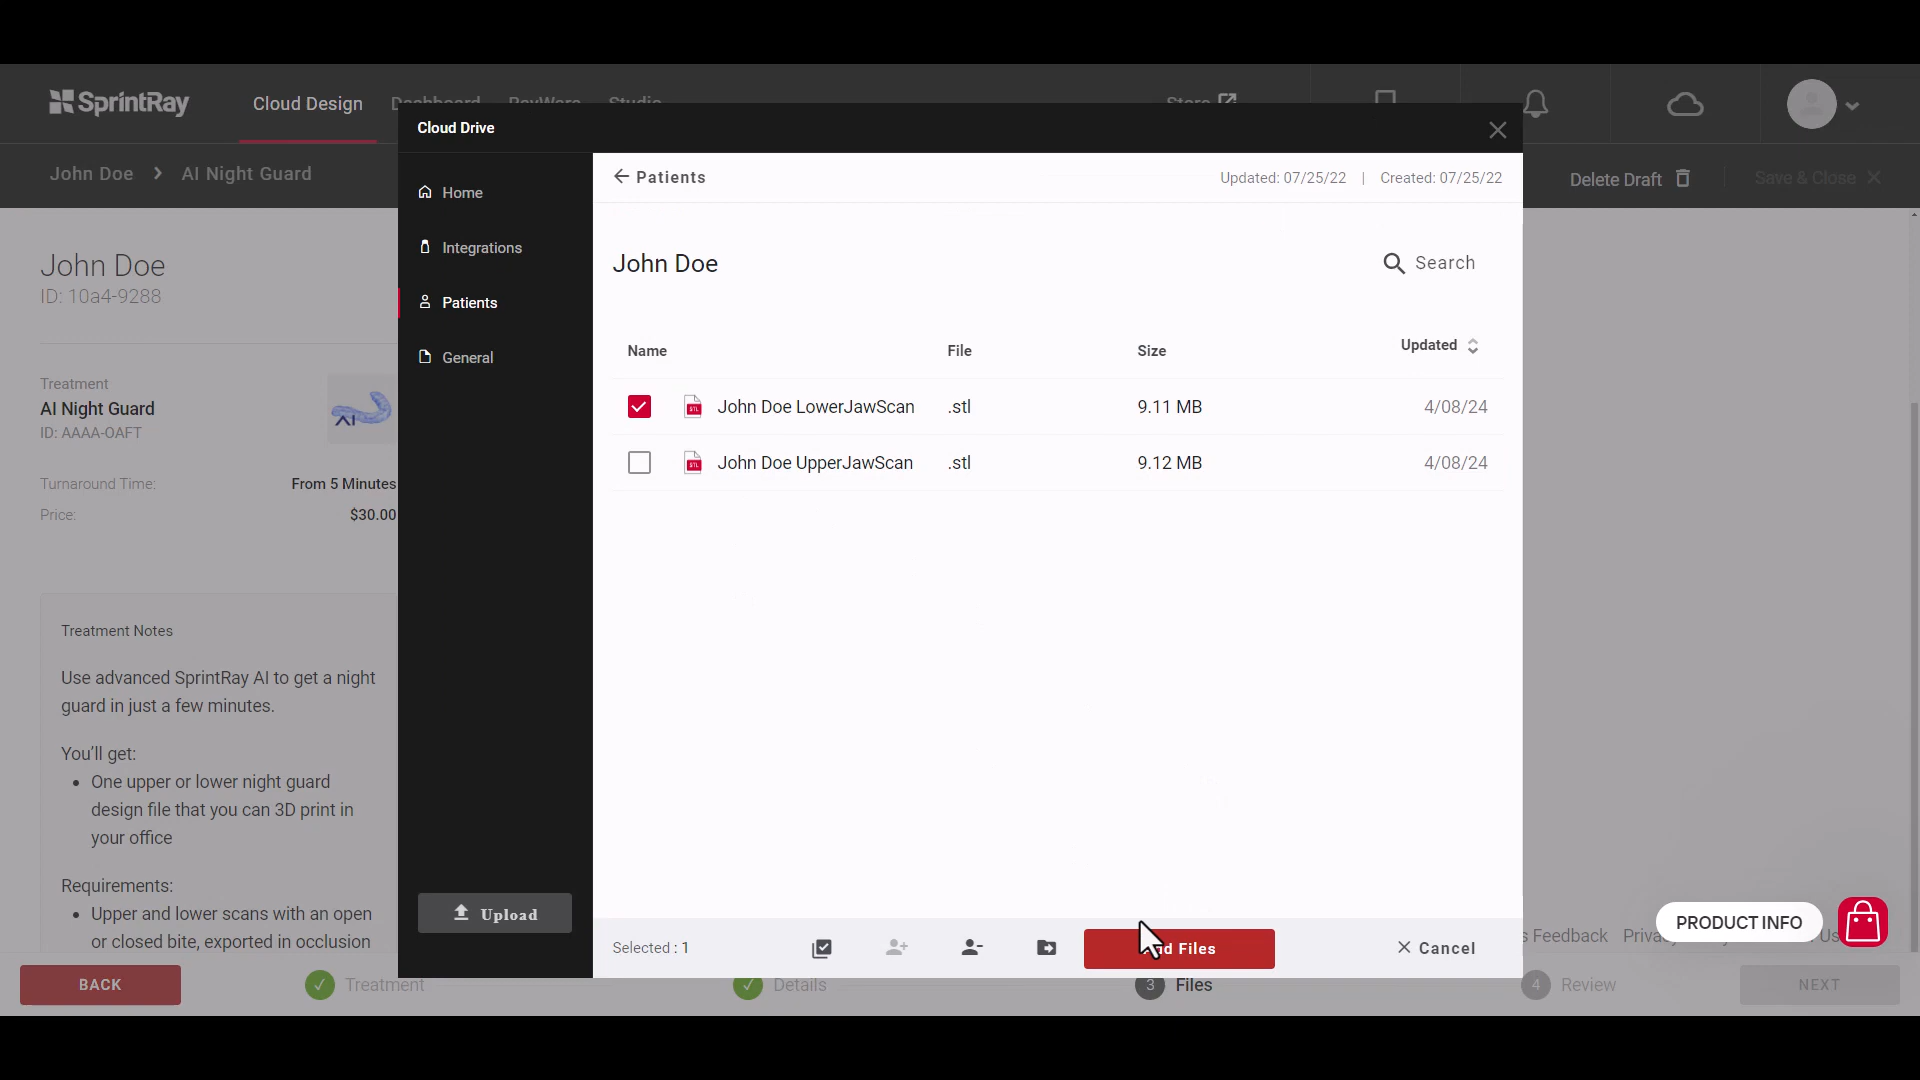 SprintRay
Cloud Design
John Doe > AI Night Guard
Delete Draft
Save & Close
Cloud Drive
Home
Integrations
Patients
General
Upload
Patients
Updated: 07/25/22 | Created: 07/25/22
John Doe
Search
Name File Size Updated
John Doe LowerJawScan .stl 9.11 MB 4/08/24
John Doe UpperJawScan .stl 9.12 MB 4/08/24
Selected : 1
Files
Cancel
John Doe
ID: 10a4-9288
Treatment
AI Night Guard
ID: AAAA-OAFT
AI
Turnaround Time: From 5 Minutes
Price: $30.00
Treatment Notes
Use advanced SprintRay AI to get a night
guard in just a few minutes.
You'll get:
• One upper or lower night guard
design file that you can 3D print in
your office
Requirements:
• Upper and lower scans with an open
or closed bite, exported in occlusion
Feedback
PRODUCT INFO
BACK
Treatment
Details
3 Files
4 Review
NEXT